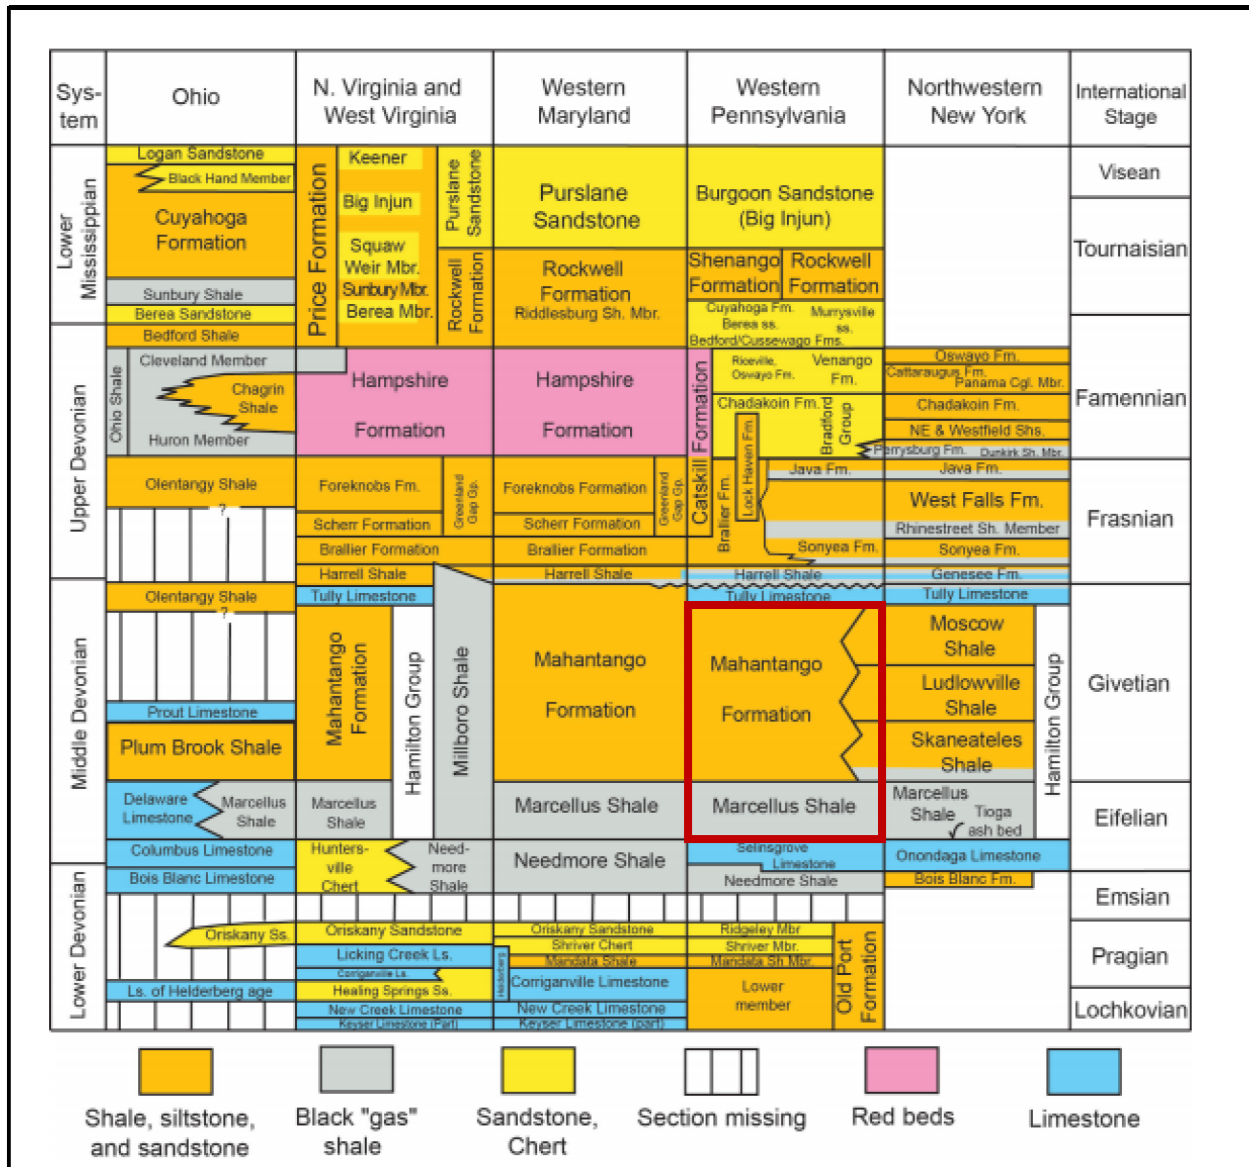 Sys-
tem
Ohio
N. Virginia and
West Virginia
Western
Maryland
Western
Pennsylvania
Northwestern
New York
International
Stage
Lower
Mississippian
Upper Devonian
Middle Devonian
Lower Devonian
Logan Sandstone
Black Hand Member
Cuyahoga
Formation
Sunbury Shale
Berea Sandstone
Bedford Shale
Ohio Shale
Cleveland Member
Chagrin
Shale
Huron Member
Olentangy Shale
?
Olentangy Shale
?
Prout Limestone
Plum Brook Shale
Delaware
Limestone
Marcellus
Shale
Columbus Limestone
Bois Blanc Limestone
Oriskany Ss.
Ls. of Helderberg age
Price Formation
Keener
Big Injun
Squaw
Weir Mbr.
Sunbury Mbr.
Berea Mbr.
Purslane
Sandstone
Rockwell
Formation
Hampshire
Formation
Foreknobs Fm.
Scherr Formation
Greenland
Gap Gp.
Brallier Formation
Harrell Shale
Tully Limestone
Mahantango
Formation
Hamilton Group
Millboro Shale
Marcellus
Shale
Hunters-
ville
Chert
Need-
more
Shale
Oriskany Sandstone
Licking Creek Ls.
Corriganville Ls.
Healing Springs Ss.
New Creek Limestone
Keyser Limestone (Part)
Purslane
Sandstone
Rockwell
Formation
Riddlesburg Sh. Mbr.
Hampshire
Formation
Foreknobs Formation
Scherr Formation
Greenland
Gap Gp.
Brallier Formation
Harrell Shale
Mahantango
Formation
Marcellus Shale
Needmore Shale
Oriskany Sandstone
Shriver Chert
Mandata Shale
Helderberg
Corriganville Limestone
New Creek Limestone
Keyser Limestone (part)
Burgoon Sandstone
(Big Injun)
Shenango
Formation
Rockwell
Formation
Cuyahoga Fm.
Berea ss.
Murrysville
ss.
Bedford/Cussewago Fms.
Catskill Formation
Riceville,
Oswayo Fm.
Venango
Fm.
Chadakoin Fm.
Bradford
Group
Lock Haven Fm.
Brallier Fm.
Java Fm.
Sonyea Fm.
Harrell Shale
Tully Limestone
Mahantango
Formation
Marcellus Shale
Selinsgrove
Limestone
Needmore Shale
Ridgeley Mbr
Shriver Mbr.
Mandata Sh Mbr.
Lower
member
Old Port
Formation
Oswayo Fm.
Cattaraugus Fm.
Panama Cgl. Mbr.
Chadakoin Fm.
NE & Westfield Shs.
Perrysburg Fm.
Dunkirk Sh. Mbr.
Java Fm.
West Falls Fm.
Rhinestreet Sh. Member
Sonyea Fm.
Genesee Fm.
Tully Limestone
Moscow
Shale
Ludlowville
Shale
Skaneateles
Shale
Hamilton Group
Marcellus
Shale
Tioga
ash bed
Onondaga Limestone
Bois Blanc Fm.
Visean
Tournaisian
Famennian
Frasnian
Givetian
Eifelian
Emsian
Pragian
Lochkovian
Shale, siltstone,
and sandstone
Black "gas"
shale
Sandstone,
Chert
Section missing
Red beds
Limestone